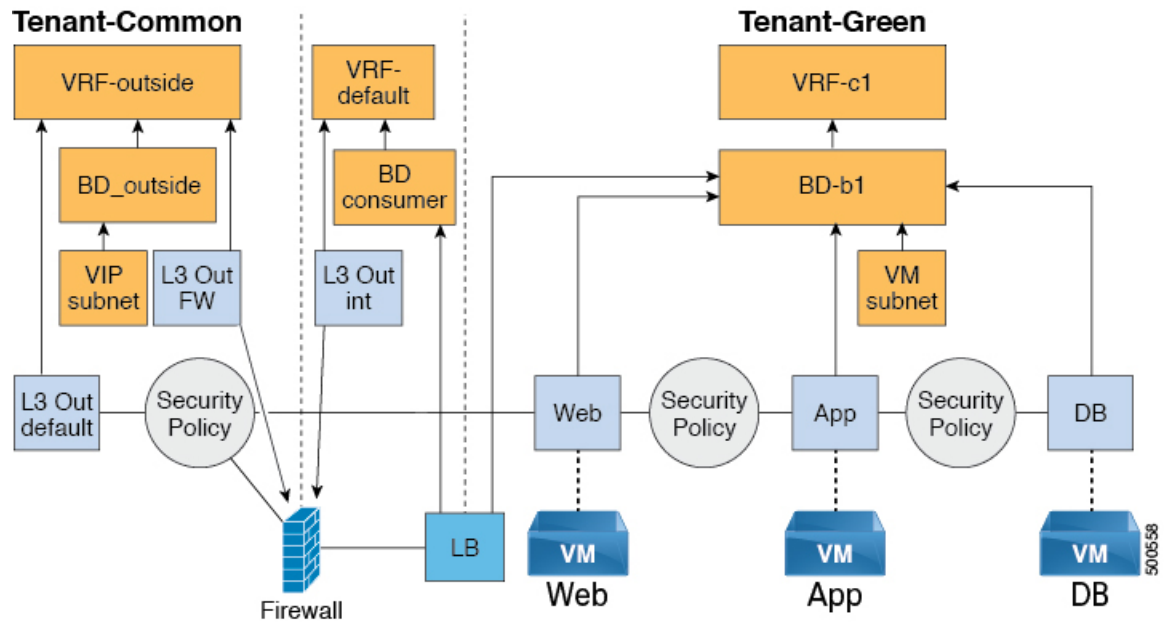 Tenant-Common
Tenant-Green
VRF-outside
VRF-
default
VRF-c1
BD_outside
BD
consumer
BD-b1
VIP
subnet
L3 Out
FW
L3 Out
int
VM
subnet
L3 Out
default
Security
Policy
Web
Security
Policy
App
Security
Policy
DB
LB
VM
VM
VM
Firewall
Web
App
DB
500558